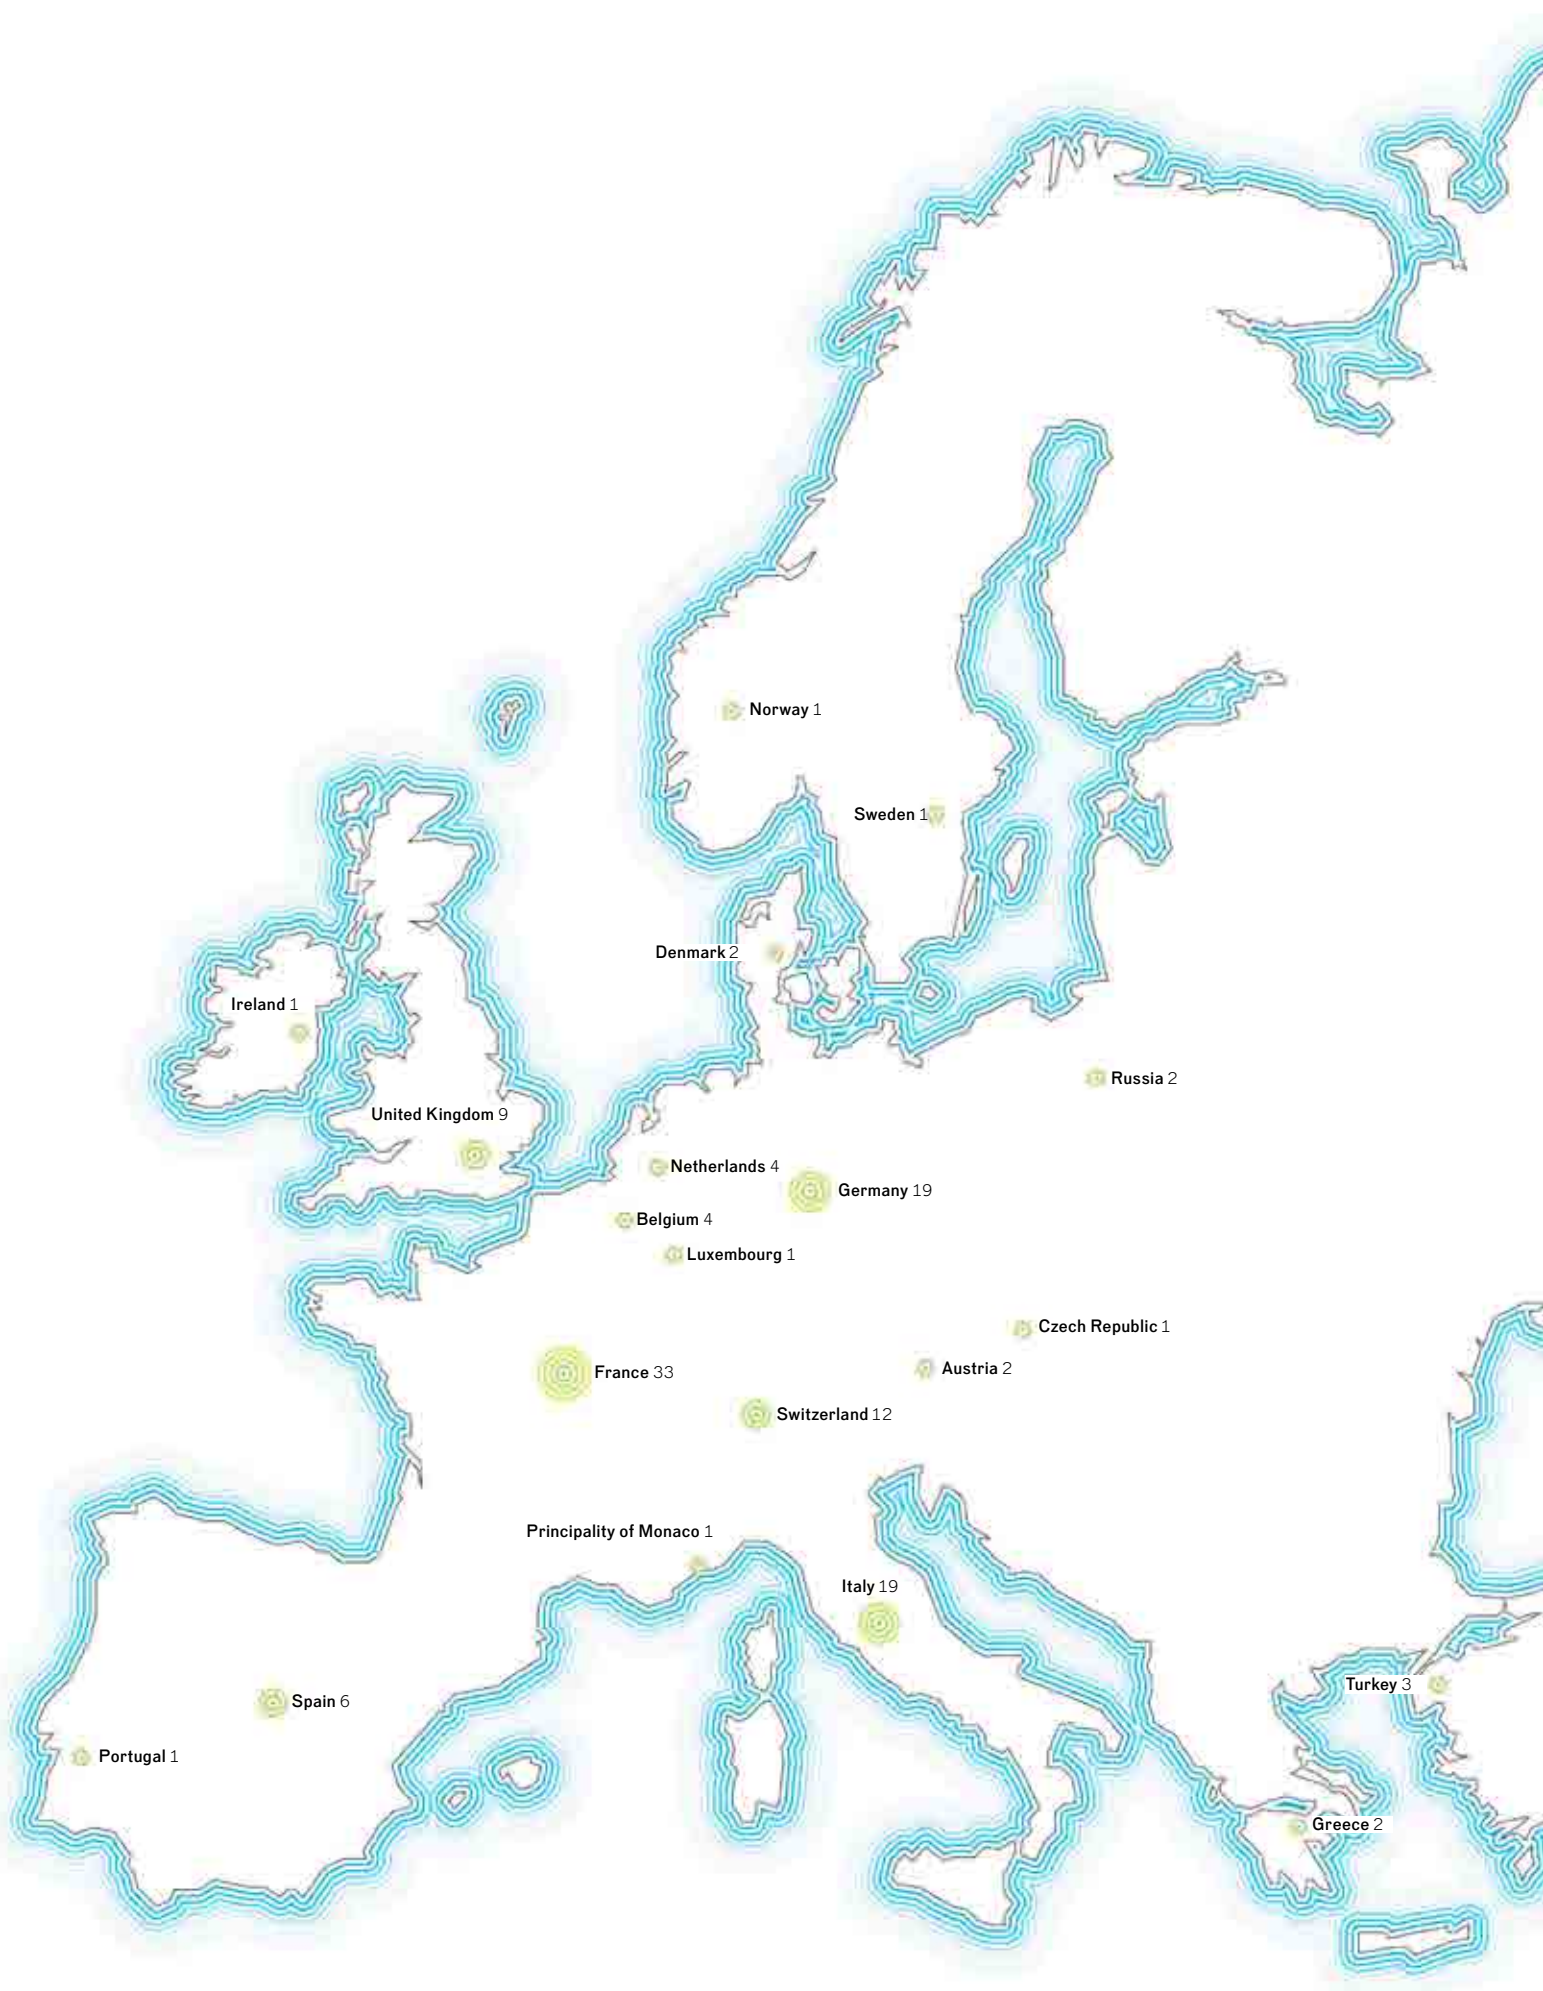 Norway 1
Sweden 1
Denmark 2
Ireland 1
Russia 2
United Kingdom 9
Netherlands 4
Germany 19
Belgium 4
Luxembourg 1
Czech Republic 1
Austria 2
France 33
Switzerland 12
Principality of Monaco 1
Italy 19
Turkey 3
Spain 6
Portugal 1
Greece 2